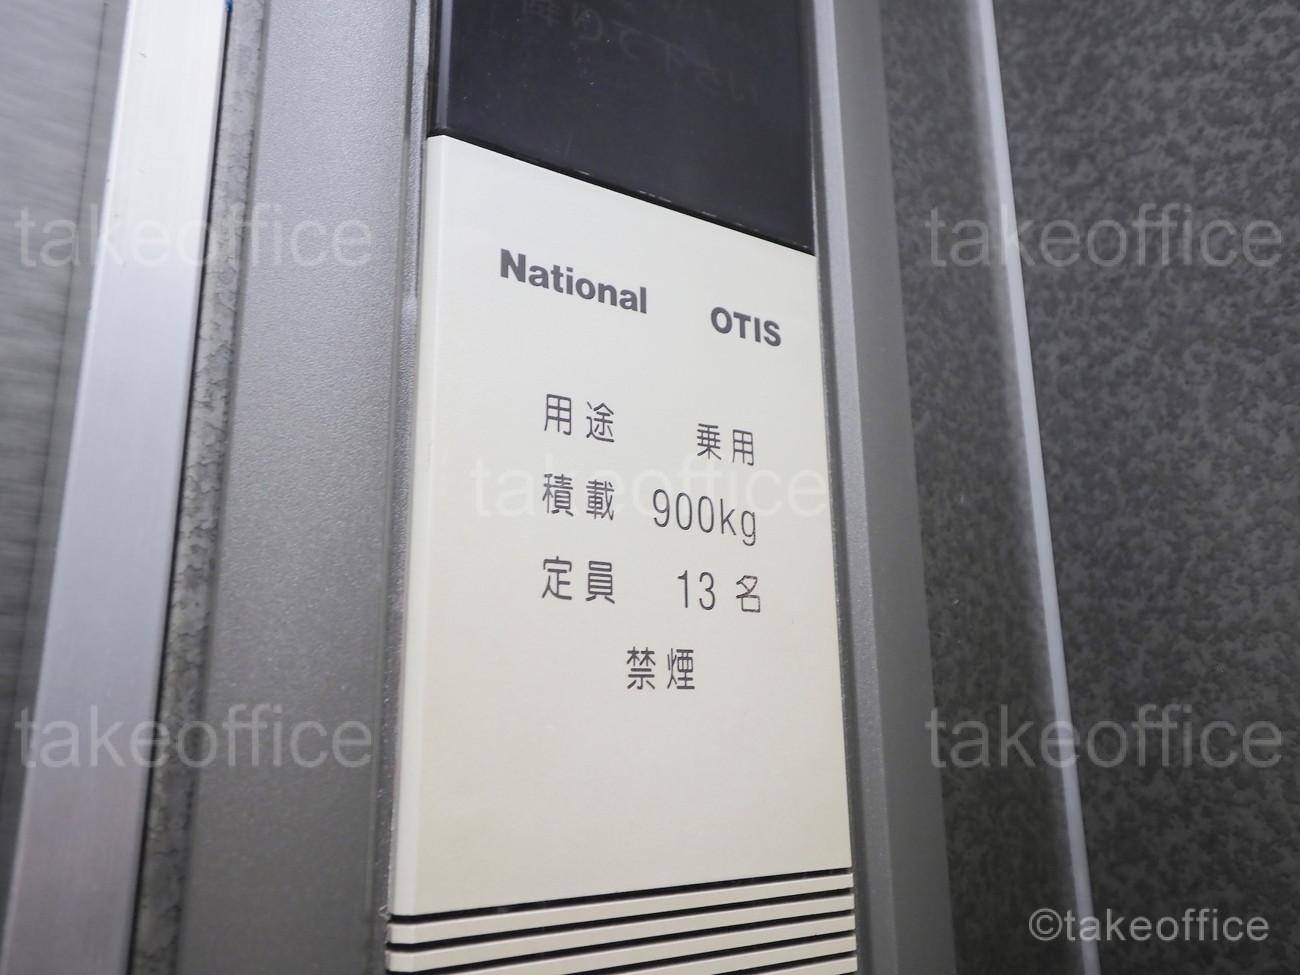 National OTIS
用途 乗用
積載 900kg
定員 13名
禁煙
takeoffice
takeoffice
takeoffice
takeoffice
takeoffice
©takeoffice